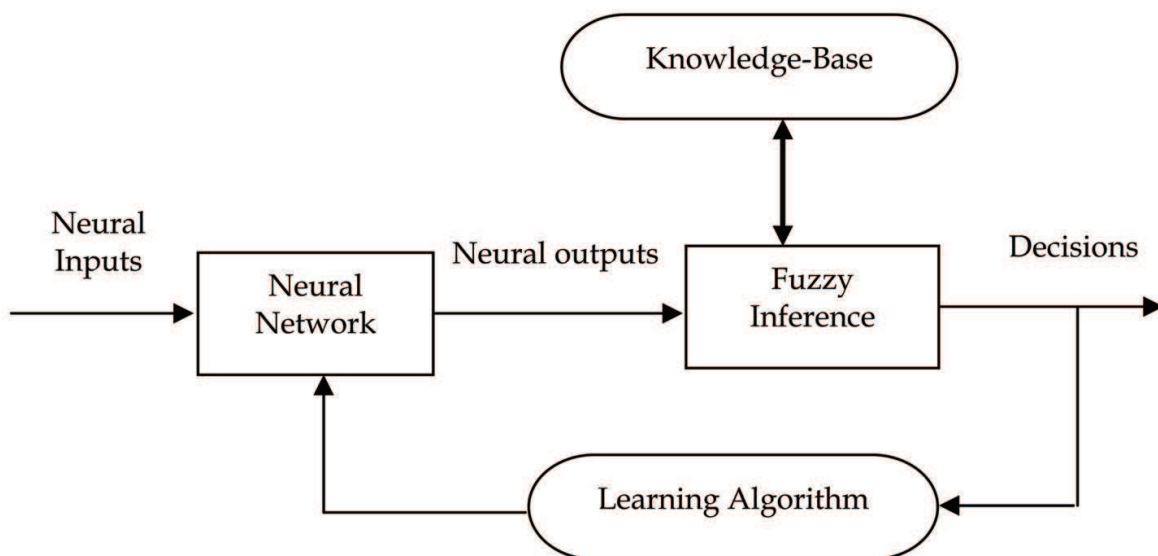 Knowledge-Base
Neural
Inputs
Neural
Network
Neural outputs
Fuzzy
Inference
Decisions
Learning Algorithm